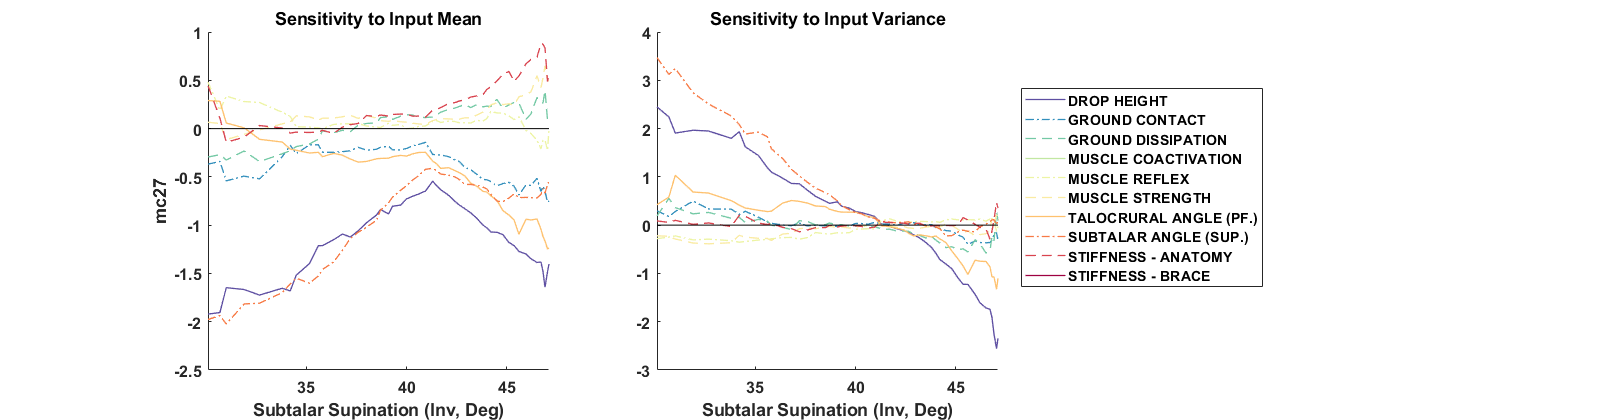 Sensitivity to Input Mean
1
0.5
0
-0.5
-1
-1.5
-2
-2.5
mc27
35
40
45
Subtalar Supination (Inv, Deg)
Sensitivity to Input Variance
4
3
2
1
0
-1
-2
-3
35
40
45
Subtalar Supination (Inv, Deg)
DROP HEIGHT
GROUND CONTACT
GROUND DISSIPATION
MUSCLE COACTIVATION
MUSCLE REFLEX
MUSCLE STRENGTH
TALOCRURAL ANGLE (PF.)
SUBTALAR ANGLE (SUP.)
STIFFNESS - ANATOMY
STIFFNESS - BRACE